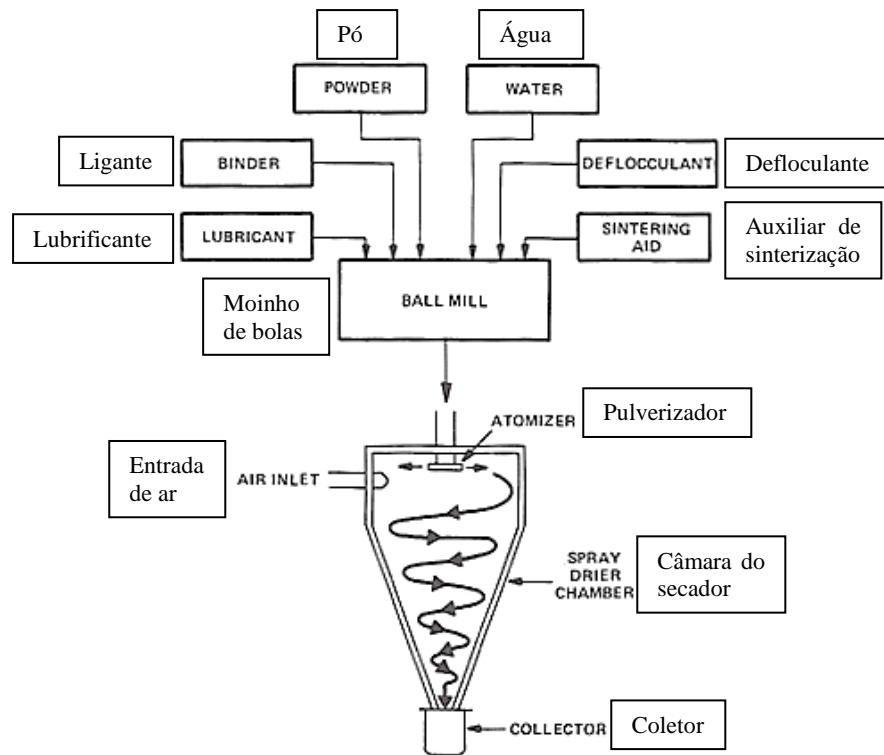 Pó
Água
POWDER
WATER
Ligante
BINDER
DEFLOCCULANT
Defloculante
Lubrificante
LUBRICANT
SINTERING
AID
Auxiliar de
sinterização
Moinho
de bolas
BALL MILL
ATOMIZER
Pulverizador
Entrada
de ar
AIR INLET
SPRAY
DRIER
CHAMBER
Câmara do
secador
COLLECTOR
Coletor